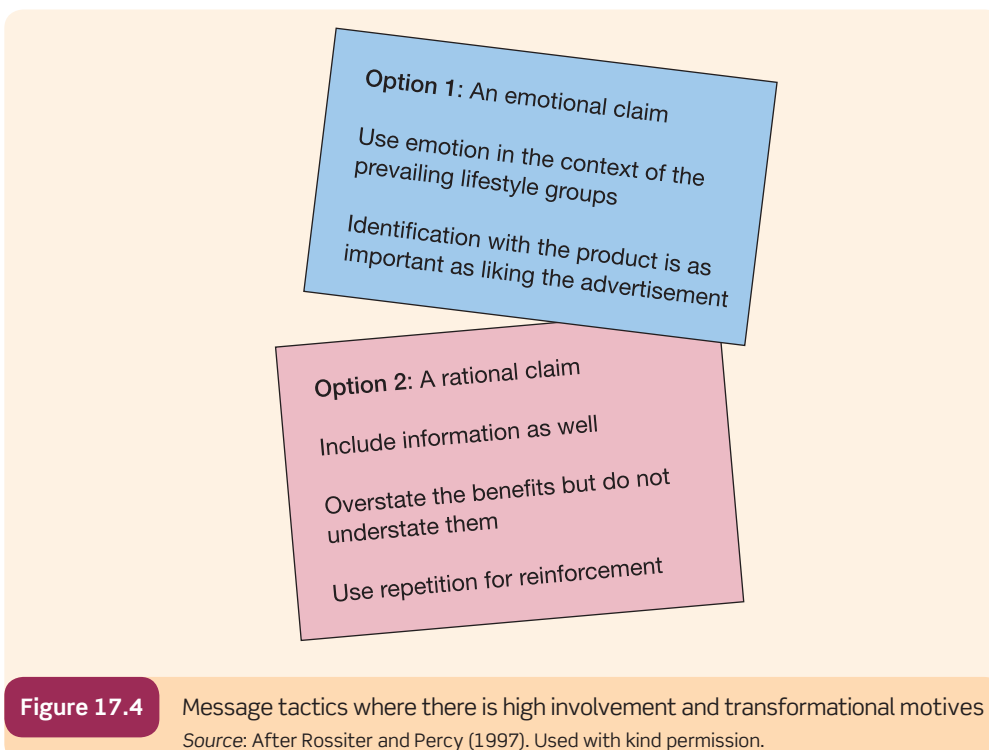 Option 1: An emotional claim
Use emotion in the context of the
prevailing lifestyle groups
Identification with the product is as
important as liking the advertisement
Option 2: A rational claim
Include information as well
Overstate the benefits but do not
understate them
Use repetition for reinforcement
Figure 17.4
Message tactics where there is high involvement and transformational motives
Source: After Rossiter and Percy (1997). Used with kind permission.